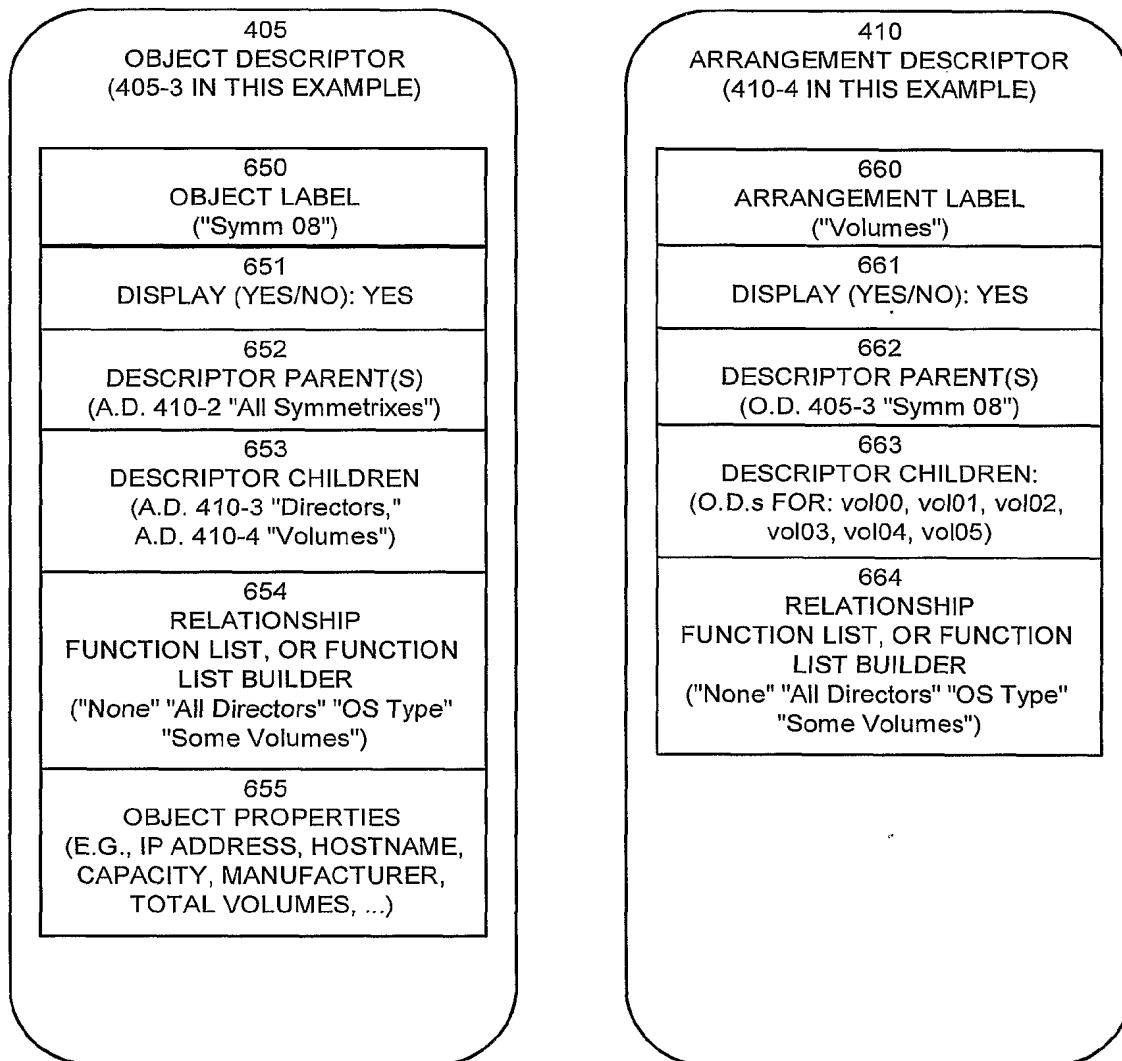 405
OBJECT DESCRIPTOR
(405-3 IN THIS EXAMPLE)
650
OBJECT LABEL
("Symm 08")
651
DISPLAY (YES/NO): YES
652
DESCRIPTOR PARENT(S)
(A.D. 410-2 "All Symmetrixes")
653
DESCRIPTOR CHILDREN
(A.D. 410-3 "Directors,"
A.D. 410-4 "Volumes")
654
RELATIONSHIP
FUNCTION LIST, OR FUNCTION
LIST BUILDER
("None" "All Directors" "OS Type"
"Some Volumes")
655
OBJECT PROPERTIES
(E.G., IP ADDRESS, HOSTNAME,
CAPACITY, MANUFACTURER,
TOTAL VOLUMES, ...)
410
ARRANGEMENT DESCRIPTOR
(410-4 IN THIS EXAMPLE)
660
ARRANGEMENT LABEL
("Volumes")
661
DISPLAY (YES/NO): YES
662
DESCRIPTOR PARENT(S)
(O.D. 405-3 "Symm 08")
663
DESCRIPTOR CHILDREN:
(O.D.s FOR: vol00, vol01, vol02,
vol03, vol04, vol05)
664
RELATIONSHIP
FUNCTION LIST, OR FUNCTION
LIST BUILDER
("None" "All Directors" "OS Type"
"Some Volumes")